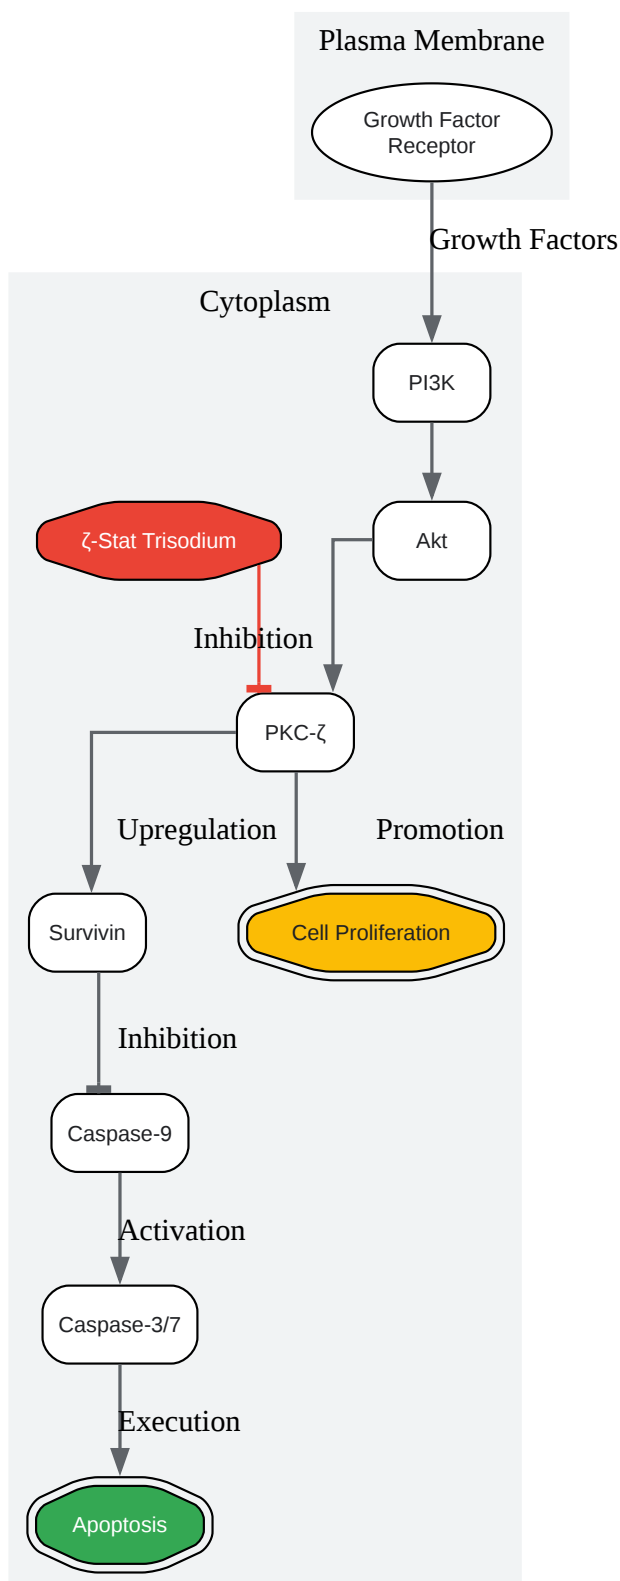 Plasma Membrane
Growth Factor
Receptor
Growth Factors
Cytoplasm
PI3K
ζ-Stat Trisodium
Akt
Inhibition
PKC-ζ
Upregulation
Promotion
Survivin
Cell Proliferation
Inhibition
Caspase-9
Activation
Caspase-3/7
Execution
Apoptosis